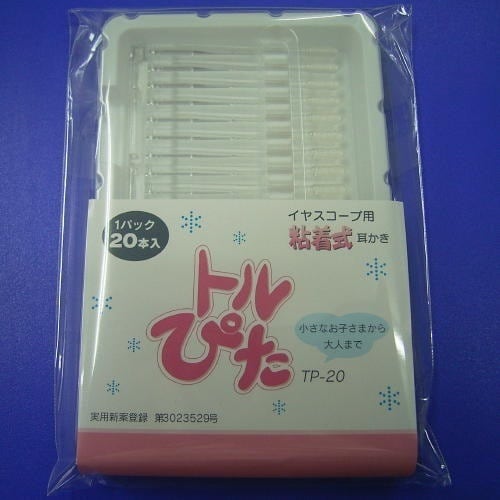 1パック
20本入
イヤスコープ用
粘着式 耳かき
トル
ぴた
小さなお子さまから
大人まで
TP-20
実用新案登録 第3023529号